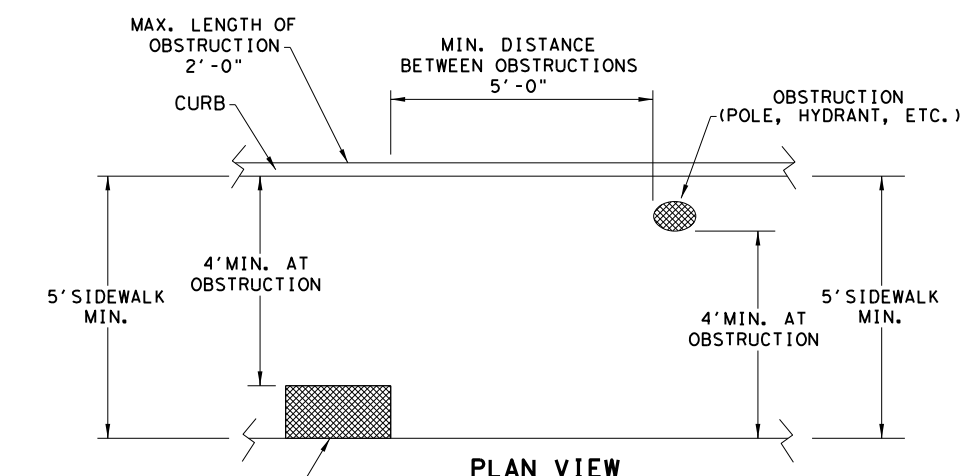 MAX. LENGTH OF
OBSTRUCTION
2'-0"
CURB
MIN. DISTANCE
BETWEEN OBSTRUCTIONS
5'-0"
OBSTRUCTION
(POLE, HYDRANT, ETC.)
5' SIDEWALK
MIN.
4' MIN. AT
OBSTRUCTION
4' MIN. AT
OBSTRUCTION
5' SIDEWALK
MIN.
PLAN VIEW